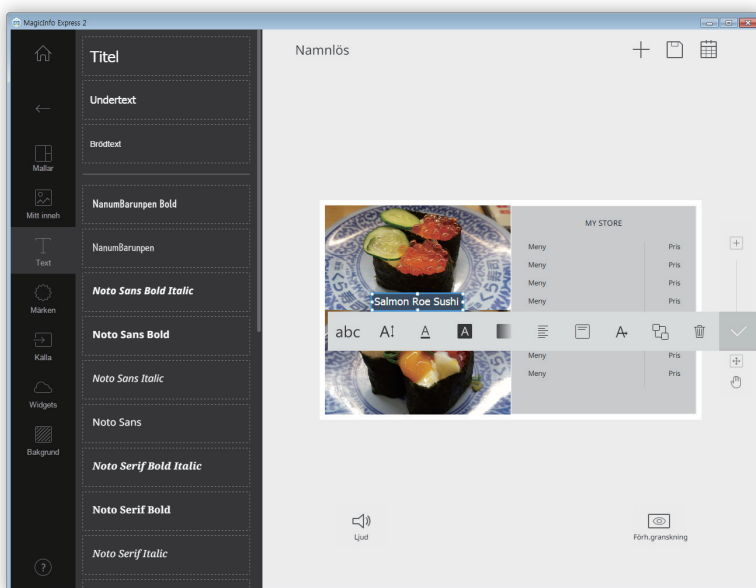 MagicInfo Express 2
Mallar
Mitt inneh
Text
Märken
Källa
Widgets
Bakgrund
?
Titel
Undertext
Brödtext
NanumBarunpen Bold
NanumBarunpen
Noto Sans Bold Italic
Noto Sans Bold
Noto Sans Italic
Noto Sans
Noto Serif Bold Italic
Noto Serif Bold
Noto Serif Italic
Namnlös
MY STORE
Meny Pris
Meny Pris
Meny Pris
Meny Pris
Salmon Roe Sushi
abc A A A A
Meny Pris
Meny Pris
Ljud
Förh.granskning